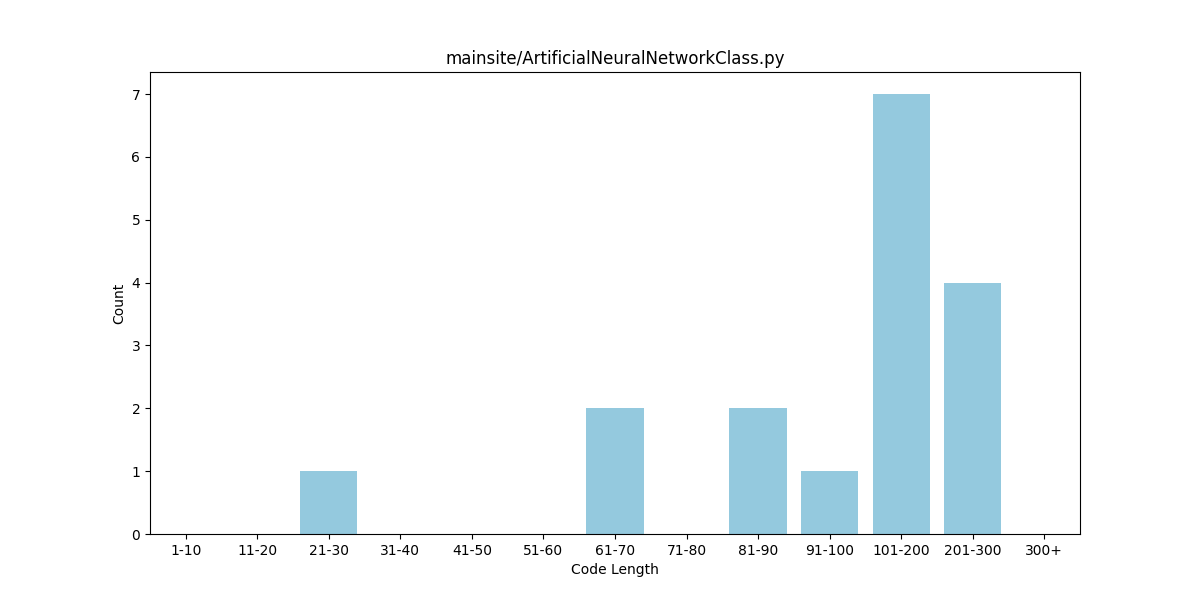 mainsite/ArtificialNeuralNetworkClass.py
7
6
5
4
3
2
1
0
Count
1-10 11-20 21-30 31-40 41-50 51-60 61-70 71-80 81-90 91-100 101-200 201-300 300+
Code Length